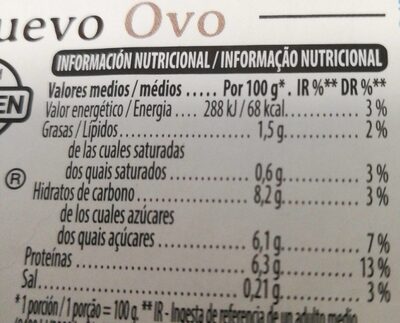 uevo Ovo
INFORMACIÓN NUTRICIONAL / INFORMAÇÃO NUTRICIONAL
Valores medios / médios ..... Por 100 g* . IR %** DR %**
Valor energético / Energia .... 288 kJ / 68 kcal............. 3 %
Grasas / Lípidos............................ 1,5 g............. 2 %
de las cuales saturadas
dos quais saturados ................... 0,6 g............. 3 %
Hidratos de carbono ................... 8,2 g............. 3 %
de los cuales azúcares
dos quais açúcares..................... 6,1 g............. 7 %
Proteínas ................................... 6,3 g............. 13 %
Sal............................................. 0,21 g............. 3 %
* 1 porción / 1 porção = 100 g. ** IR - Ingesta de referencia de un adulto medio
EN
®